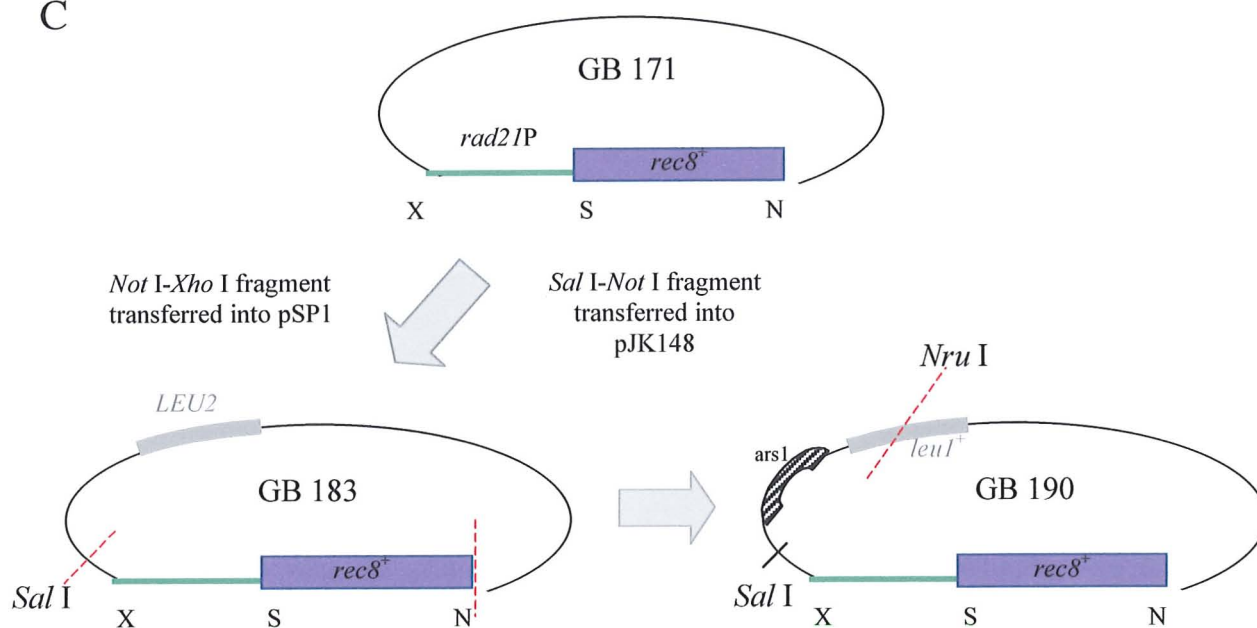 C
GB 171
rad21P
rec8+
X S N
Not I-Xho I fragment
transferred into pSP1
Sal I-Not I fragment
transferred into
pJK148
Nru I
LEU2
leu1+
ars1
GB 183
GB 190
rec8+
rec8+
Sal I
X S N
Sal I
X S N